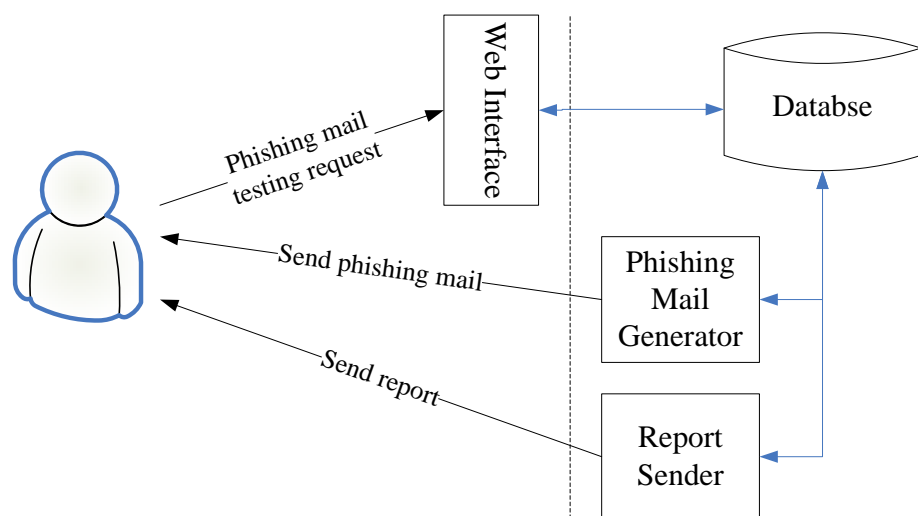 Web Interface
Databse
Phishing mail
testing request
Send phishing mail
Phishing
Mail
Generator
Send report
Report
Sender